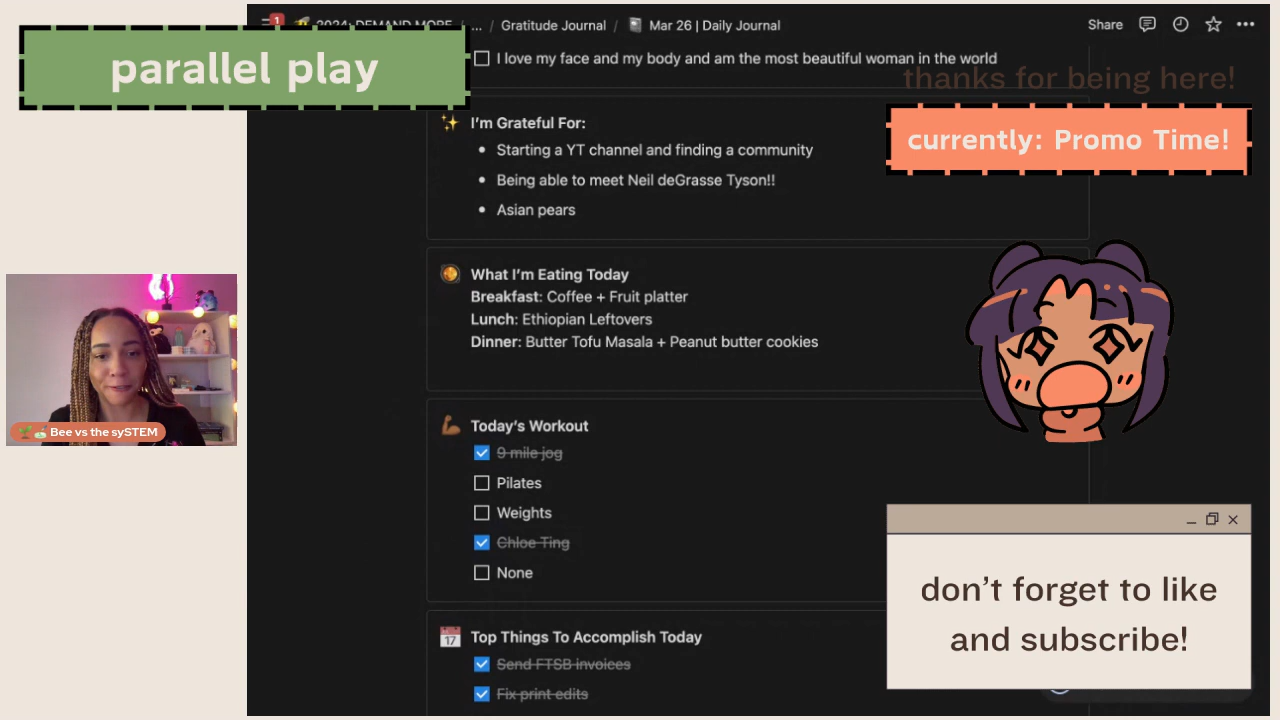 parallel play
1
2024: DEMAND MORE / ... / Gratitude Journal / Mar 26 | Daily Journal
Share
I love my face and my body and am the most beautiful woman in the world
thanks for being here!
currently: Promo Time!
I'm Grateful For:
Starting a YT channel and finding a community
Being able to meet Neil deGrasse Tyson!!
Asian pears
What I'm Eating Today
Breakfast: Coffee + Fruit platter
Lunch: Ethiopian Leftovers
Dinner: Butter Tofu Masala + Peanut butter cookies
Bee vs the sySTEM
Today's Workout
9 mile jog
Pilates
Weights
Chloe Ting
None
17
Top Things To Accomplish Today
Send FTSB invoices
Fix print edits
don't forget to like
and subscribe!